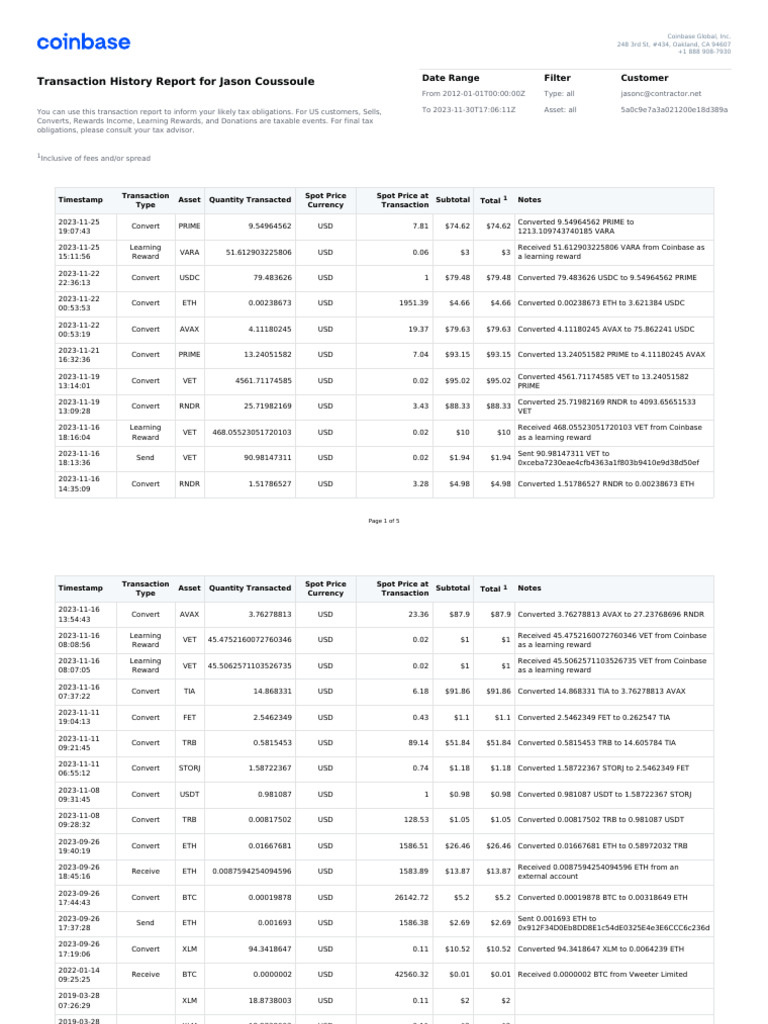 coinbase
Coinbase Global, Inc.
248 3rd St, #434, Oakland, CA 94607
+1 888 908-7930
Transaction History Report for Jason Coussoule
Date Range Filter Customer
From 2012-01-01T00:00:00Z Type: all jasonc@contractor.net
To 2023-11-30T17:06:11Z Asset: all 5a0c9e7a3a021200e18d389a
You can use this transaction report to inform your likely tax obligations. For US customers, Sells,
Converts, Rewards Income, Learning Rewards, and Donations are taxable events. For final tax
obligations, please consult your tax advisor.
1Inclusive of fees and/or spread
Timestamp Transaction Type Asset Quantity Transacted Spot Price Currency Spot Price at Transaction Subtotal Total 1 Notes
2023-11-25 19:07:43 Convert PRIME 9.54964562 USD 7.81 $74.62 $74.62 Converted 9.54964562 PRIME to 1213.109743740185 VARA
2023-11-25 15:11:56 Learning Reward VARA 51.612903225806 USD 0.06 $3 $3 Received 51.612903225806 VARA from Coinbase as a learning reward
2023-11-22 22:36:13 Convert USDC 79.483626 USD 1 $79.48 $79.48 Converted 79.483626 USDC to 9.54964562 PRIME
2023-11-22 00:53:53 Convert ETH 0.00238673 USD 1951.39 $4.66 $4.66 Converted 0.00238673 ETH to 3.621384 USDC
2023-11-22 00:53:19 Convert AVAX 4.11180245 USD 19.37 $79.63 $79.63 Converted 4.11180245 AVAX to 75.862241 USDC
2023-11-21 16:32:36 Convert PRIME 13.24051582 USD 7.04 $93.15 $93.15 Converted 13.24051582 PRIME to 4.11180245 AVAX
2023-11-19 13:14:01 Convert VET 4561.71174585 USD 0.02 $95.02 $95.02 Converted 4561.71174585 VET to 13.24051582 PRIME
2023-11-19 13:09:28 Convert RNDR 25.71982169 USD 3.43 $88.33 $88.33 Converted 25.71982169 RNDR to 4093.65651533 VET
2023-11-16 18:16:04 Learning Reward VET 468.05523051720103 USD 0.02 $10 $10 Received 468.05523051720103 VET from Coinbase as a learning reward
2023-11-16 18:13:36 Send VET 90.98147311 USD 0.02 $1.94 $1.94 Sent 90.98147311 VET to 0xceba7230eae4cfb4363a1f803b9410e9d38d50ef
2023-11-16 14:35:09 Convert RNDR 1.51786527 USD 3.28 $4.98 $4.98 Converted 1.51786527 RNDR to 0.00238673 ETH
Page 1 of 5
Timestamp Transaction Type Asset Quantity Transacted Spot Price Currency Spot Price at Transaction Subtotal Total 1 Notes
2023-11-16 13:54:43 Convert AVAX 3.76278813 USD 23.36 $87.9 $87.9 Converted 3.76278813 AVAX to 27.23768696 RNDR
2023-11-16 08:08:56 Learning Reward VET 45.4752160072760346 USD 0.02 $1 $1 Received 45.4752160072760346 VET from Coinbase as a learning reward
2023-11-16 08:07:05 Learning Reward VET 45.5062571103526735 USD 0.02 $1 $1 Received 45.5062571103526735 VET from Coinbase as a learning reward
2023-11-16 07:37:22 Convert TIA 14.868331 USD 6.18 $91.86 $91.86 Converted 14.868331 TIA to 3.76278813 AVAX
2023-11-11 19:04:13 Convert FET 2.5462349 USD 0.43 $1.1 $1.1 Converted 2.5462349 FET to 0.262547 TIA
2023-11-11 09:21:45 Convert TRB 0.5815453 USD 89.14 $51.84 $51.84 Converted 0.5815453 TRB to 14.605784 TIA
2023-11-11 06:55:12 Convert STORJ 1.58722367 USD 0.74 $1.18 $1.18 Converted 1.58722367 STORJ to 2.5462349 FET
2023-11-08 09:31:45 Convert USDT 0.981087 USD 1 $0.98 $0.98 Converted 0.981087 USDT to 1.58722367 STORJ
2023-11-08 09:28:32 Convert TRB 0.00817502 USD 128.53 $1.05 $1.05 Converted 0.00817502 TRB to 0.981087 USDT
2023-09-26 19:40:19 Convert ETH 0.01667681 USD 1586.51 $26.46 $26.46 Converted 0.01667681 ETH to 0.58972032 TRB
2023-09-26 18:45:16 Receive ETH 0.0087594254094596 USD 1583.89 $13.87 $13.87 Received 0.0087594254094596 ETH from an external account
2023-09-26 17:44:43 Convert BTC 0.00019878 USD 26142.72 $5.2 $5.2 Converted 0.00019878 BTC to 0.00318649 ETH
2023-09-26 17:37:28 Send ETH 0.001693 USD 1586.38 $2.69 $2.69 Sent 0.001693 ETH to 0x912F34D0Eb8DD8E1c54dE0325E4e3E6CCC6c236d
2023-09-26 17:19:06 Convert XLM 94.3418647 USD 0.11 $10.52 $10.52 Converted 94.3418647 XLM to 0.0064239 ETH
2022-01-14 09:25:25 Receive BTC 0.0000002 USD 42560.32 $0.01 $0.01 Received 0.0000002 BTC from Vweeter Limited
2019-03-28 07:26:29 XLM 18.8738003 USD 0.11 $2 $2
2019-03-28